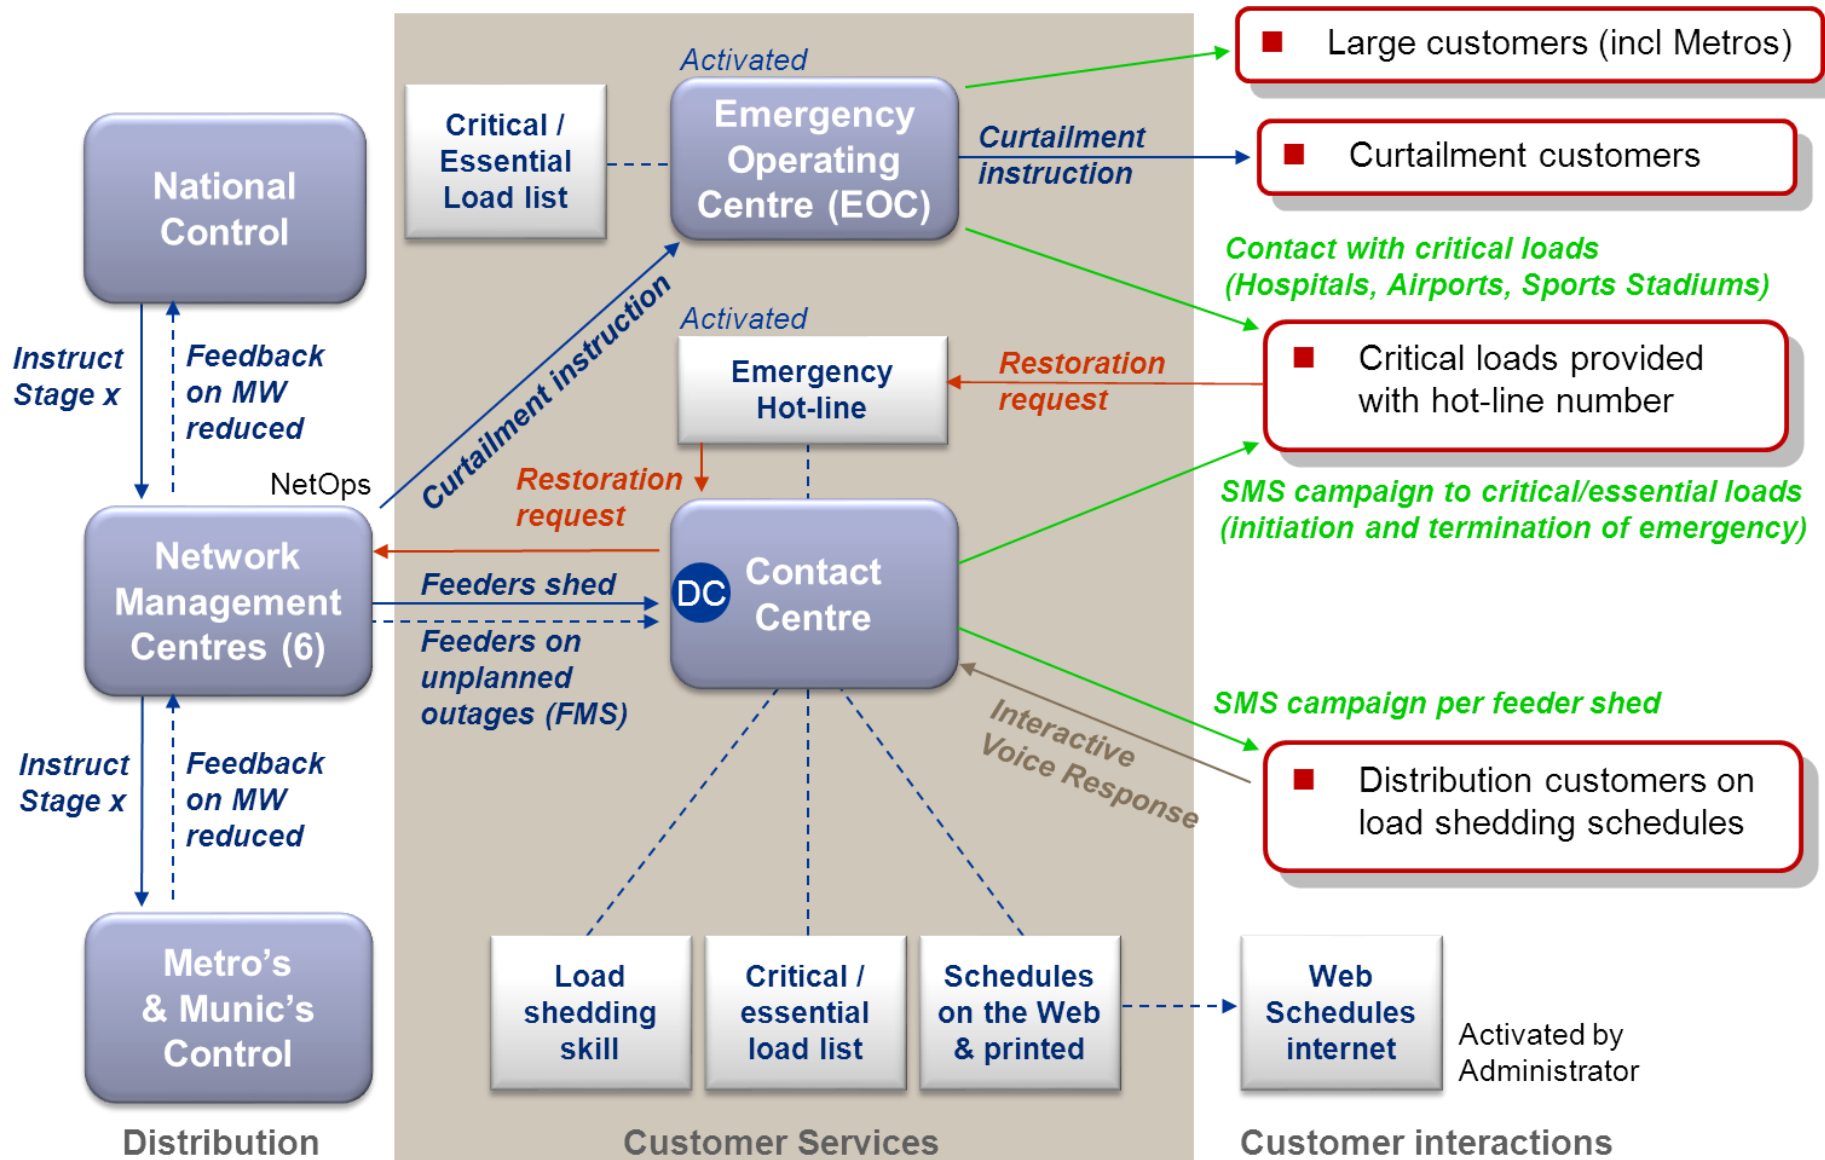 National
Control
Instruct
Stage x
Feedback
on MW
reduced
NetOps
Network
Management
Centres (6)
Instruct
Stage x
Feedback
on MW
reduced
Metro’s
& Munic’s
Control
Distribution
Critical /
Essential
Load list
Activated
Emergency
Operating
Centre (EOC)
Curtailment instruction
Activated
Emergency
Hot-line
Restoration
request
Feeders shed
Feeders on
unplanned
outages (FMS)
DC
Contact
Centre
Load
shedding
skill
Critical /
essential
load list
Schedules
on the Web
& printed
Customer Services
Curtailment
instruction
Restoration
request
Interactive
Voice Response
Large customers (incl Metros)
Curtailment customers
Contact with critical loads
(Hospitals, Airports, Sports Stadiums)
Critical loads provided
with hot-line number
SMS campaign to critical/essential loads
(initiation and termination of emergency)
SMS campaign per feeder shed
Distribution customers on
load shedding schedules
Web
Schedules
internet
Activated by
Administrator
Customer interactions